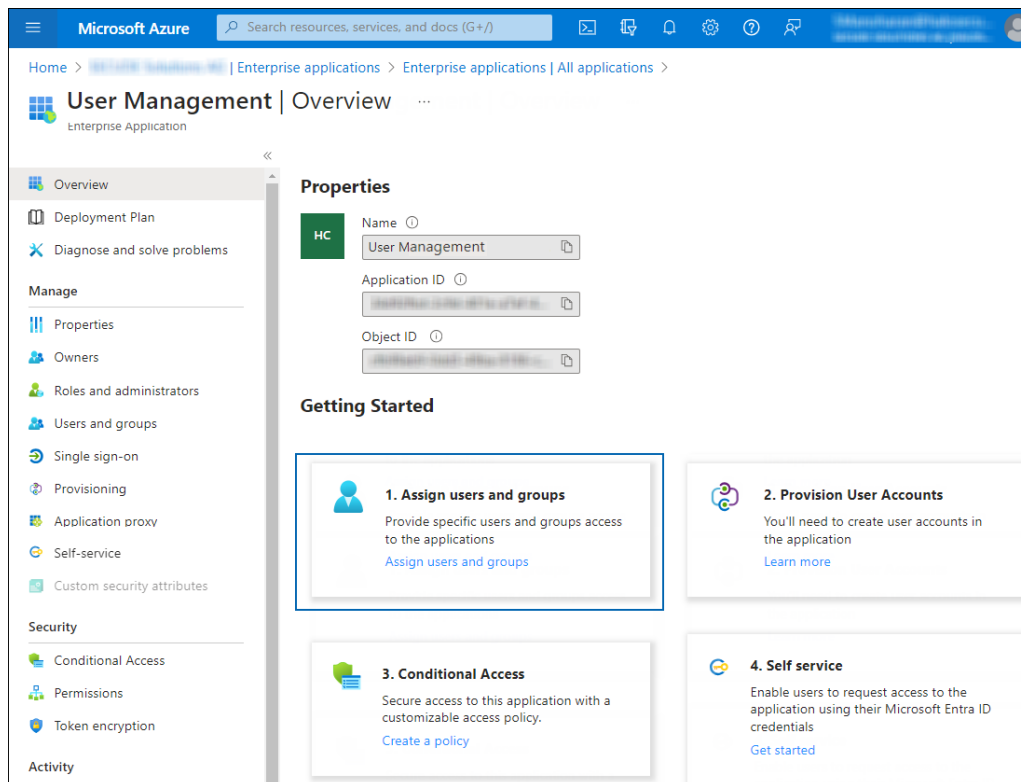 Microsoft Azure
Search resources, services, and docs (G+/)
Home > | Enterprise applications > Enterprise applications | All applications >
User Management | Overview ...
Enterprise Application
«
Overview
Deployment Plan
Diagnose and solve problems
Manage
Properties
Owners
Roles and administrators
Users and groups
Single sign-on
Provisioning
Application proxy
Self-service
Custom security attributes
Security
Conditional Access
Permissions
Token encryption
Activity
Properties
HC
Name
User Management
Application ID
Object ID
Getting Started
1. Assign users and groups
Provide specific users and groups access
to the applications
Assign users and groups
2. Provision User Accounts
You'll need to create user accounts in
the application
Learn more
3. Conditional Access
Secure access to this application with a
customizable access policy.
Create a policy
4. Self service
Enable users to request access to the
application using their Microsoft Entra ID
credentials
Get started